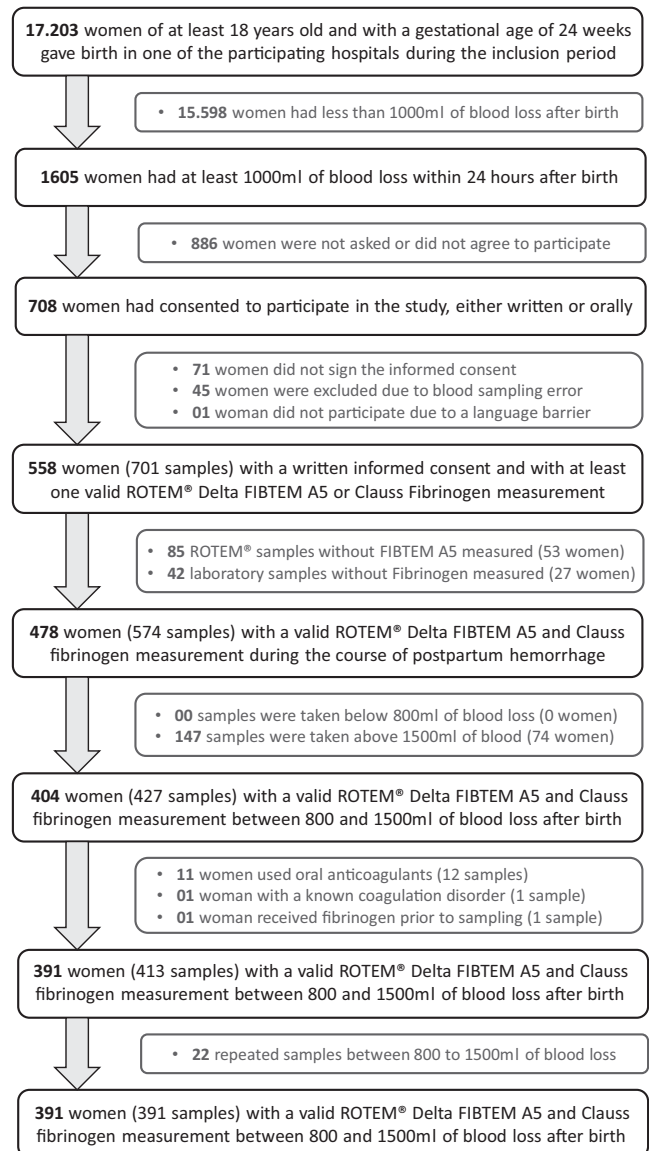 17.203 women of at least 18 years old and with a gestational age of 24 weeks
gave birth in one of the participating hospitals during the inclusion period
• 15.598 women had less than 1000ml of blood loss after birth
1605 women had at least 1000ml of blood loss within 24 hours after birth
• 886 women were not asked or did not agree to participate
708 women had consented to participate in the study, either written or orally
• 71 women did not sign the informed consent
• 45 women were excluded due to blood sampling error
• 01 woman did not participate due to a language barrier
558 women (701 samples) with a written informed consent and with at least
one valid ROTEM® Delta FIBTEM A5 or Clauss Fibrinogen measurement
• 85 ROTEM® samples without FIBTEM A5 measured (53 women)
• 42 laboratory samples without Fibrinogen measured (27 women)
478 women (574 samples) with a valid ROTEM® Delta FIBTEM A5 and Clauss
fibrinogen measurement during the course of postpartum hemorrhage
• 00 samples were taken below 800ml of blood loss (0 women)
• 147 samples were taken above 1500ml of blood (74 women)
404 women (427 samples) with a valid ROTEM® Delta FIBTEM A5 and Clauss
fibrinogen measurement between 800 and 1500ml of blood loss after birth
• 11 women used oral anticoagulants (12 samples)
• 01 woman with a known coagulation disorder (1 sample)
• 01 woman received fibrinogen prior to sampling (1 sample)
391 women (413 samples) with a valid ROTEM® Delta FIBTEM A5 and Clauss
fibrinogen measurement between 800 and 1500ml of blood loss after birth
• 22 repeated samples between 800 to 1500ml of blood loss
391 women (391 samples) with a valid ROTEM® Delta FIBTEM A5 and Clauss
fibrinogen measurement between 800 and 1500ml of blood loss after birth